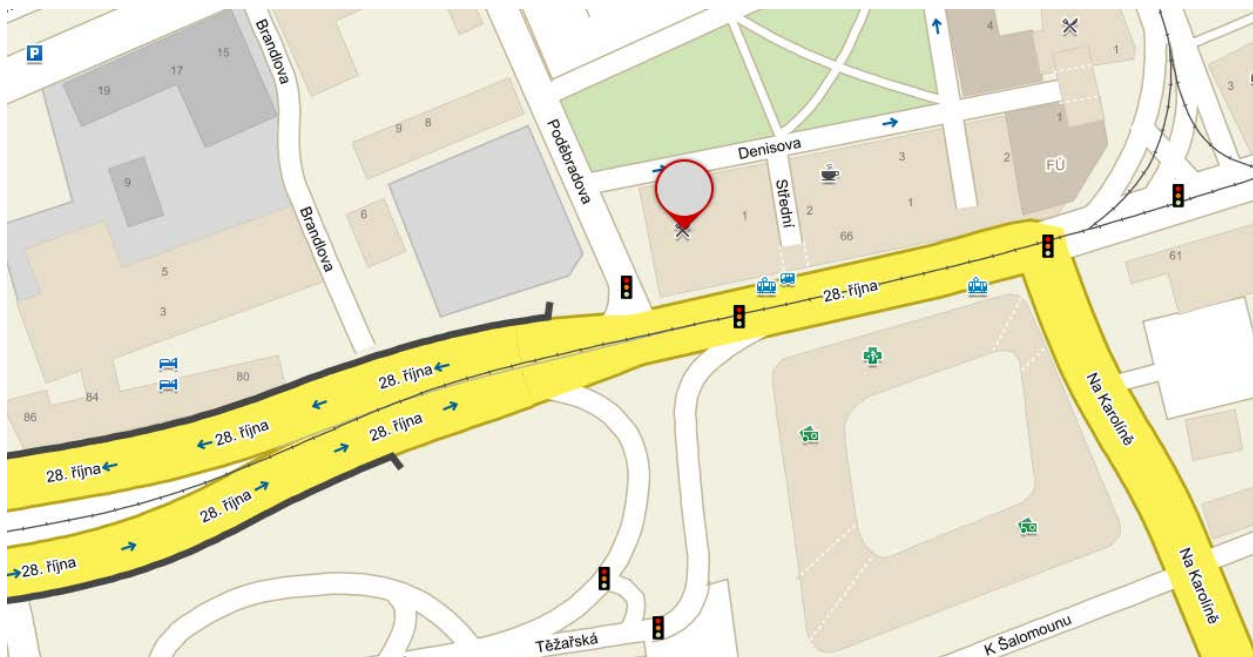 P
15
17
19
9
Brandlova
9
8
Poděbradova
4
1
3
1
Denisova
3
2
FÚ
Střední
1
2
1
66
6
Brandlova
5
3
61
28. října
80
84
86
28. října
28. října
28. října
28. října
28. října
28. října
Na Karolíně
Na Karolíně
Těžařská
K Šalomounu